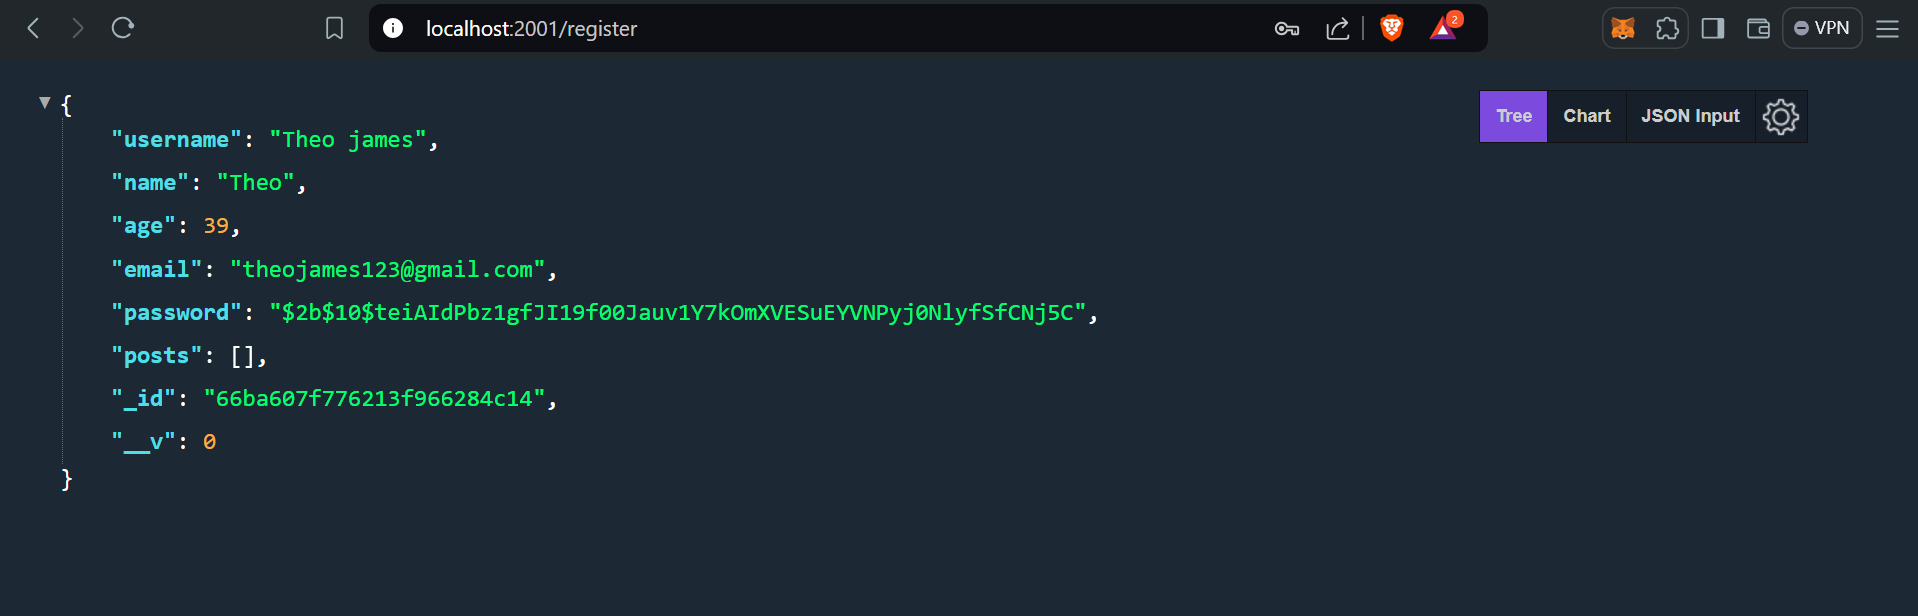 localhost:2001/register
2
VPN
{
Tree Chart JSON Input
"username": "Theo james",
"name": "Theo",
"age": 39,
"email": "theojames123@gmail.com",
"password": "$2b$10$teiAIdPbz1gfJI19f00Jauv1Y7kOmXVESuEYVNPyj0NlyfSfCNj5C",
"posts": [],
"_id": "66ba607f776213f966284c14",
"__v": 0
}